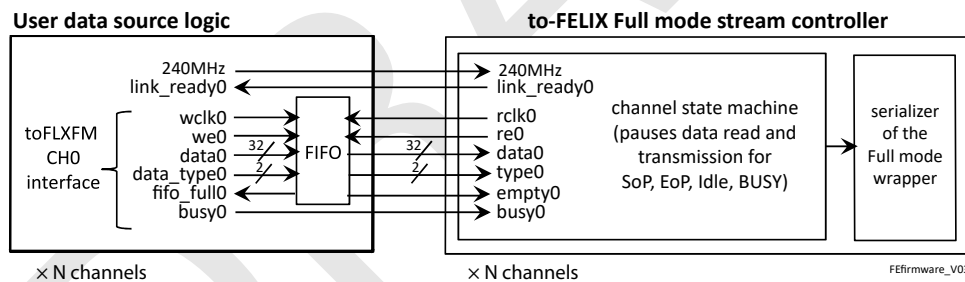 User data source logic
to-FELIX Full mode stream controller
240MHz
link_ready0
toFLXFM
CH0
interface
wclk0
we0
data0
data_type0
fifo_full0
busy0
32
2
FIFO
32
2
240MHz
link_ready0
rclk0
re0
data0
type0
empty0
busy0
channel state machine
(pauses data read and
transmission for
SoP, EoP, Idle, BUSY)
serializer
of the
Full mode
wrapper
× N channels
× N channels